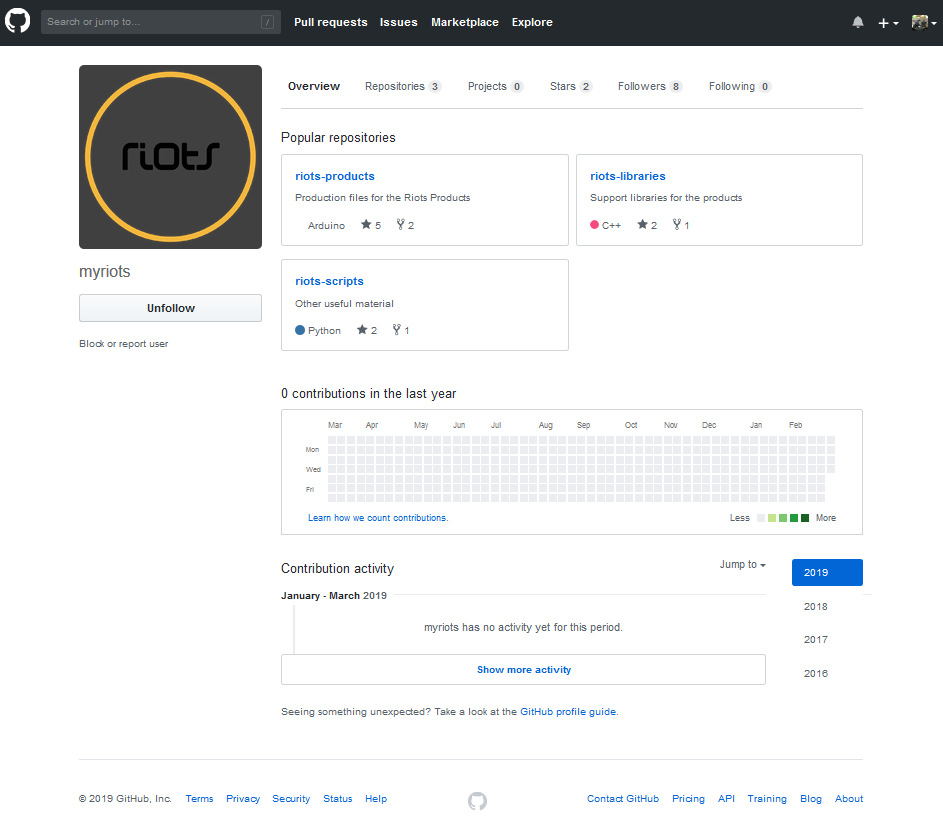 Search or jump to... /
Pull requests Issues Marketplace Explore
riots
myriots
Unfollow
Block or report user
Overview Repositories 3 Projects 0 Stars 2 Followers 8 Following 0
Popular repositories
riots-products
Production files for the Riots Products
Arduino 5 2
riots-libraries
Support libraries for the products
C++ 2 1
riots-scripts
Other useful material
Python 2 1
0 contributions in the last year
Mar Apr May Jun Jul Aug Sep Oct Nov Dec Jan Feb
Mon
Wed
Fri
Learn how we count contributions. Less More
Contribution activity Jump to
2019
2018
2017
2016
January - March 2019
myriots has no activity yet for this period.
Show more activity
Seeing something unexpected? Take a look at the GitHub profile guide.
© 2019 GitHub, Inc. Terms Privacy Security Status Help Contact GitHub Pricing API Training Blog About